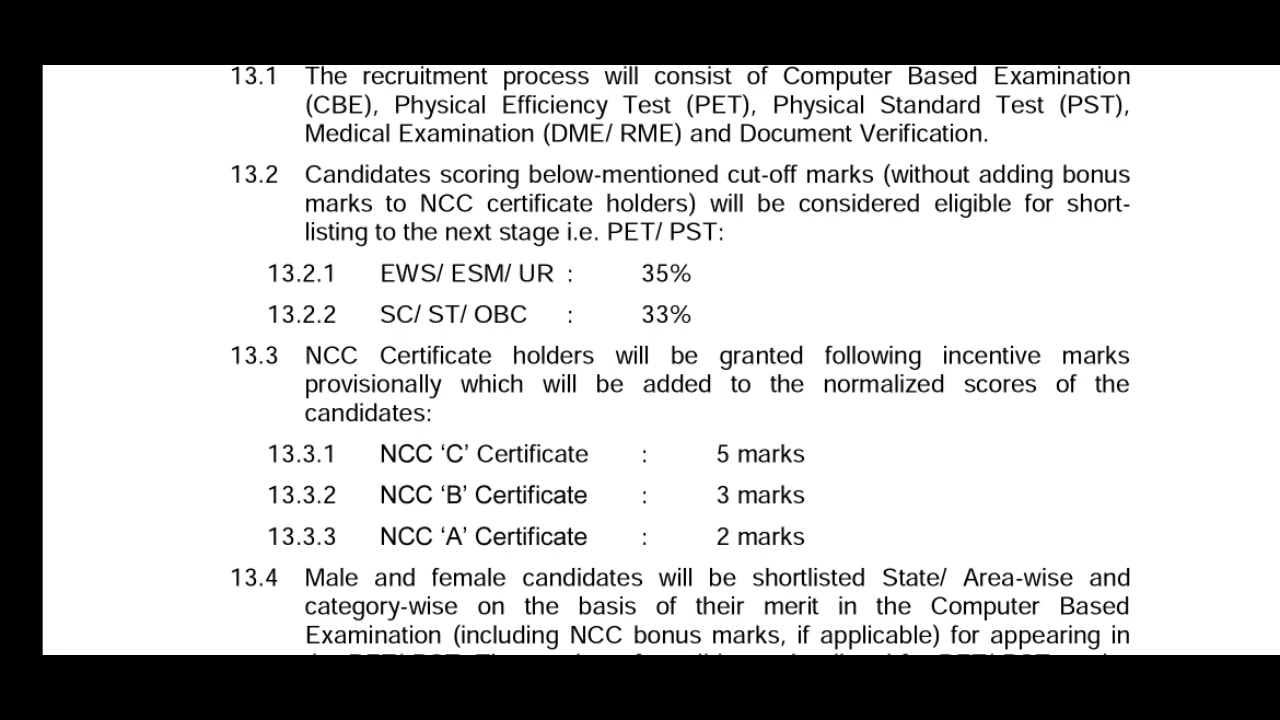 13.1 The recruitment process will consist of Computer Based Examination
(CBE), Physical Efficiency Test (PET), Physical Standard Test (PST),
Medical Examination (DME/ RME) and Document Verification.
13.2 Candidates scoring below-mentioned cut-off marks (without adding bonus
marks to NCC certificate holders) will be considered eligible for short-
listing to the next stage i.e. PET/ PST:
13.2.1 EWS/ ESM/ UR : 35%
13.2.2 SC/ ST/ OBC : 33%
13.3 NCC Certificate holders will be granted following incentive marks
provisionally which will be added to the normalized scores of the
candidates:
13.3.1 NCC ‘C’ Certificate : 5 marks
13.3.2 NCC ‘B’ Certificate : 3 marks
13.3.3 NCC ‘A’ Certificate : 2 marks
13.4 Male and female candidates will be shortlisted State/ Area-wise and
category-wise on the basis of their merit in the Computer Based
Examination (including NCC bonus marks, if applicable) for appearing in